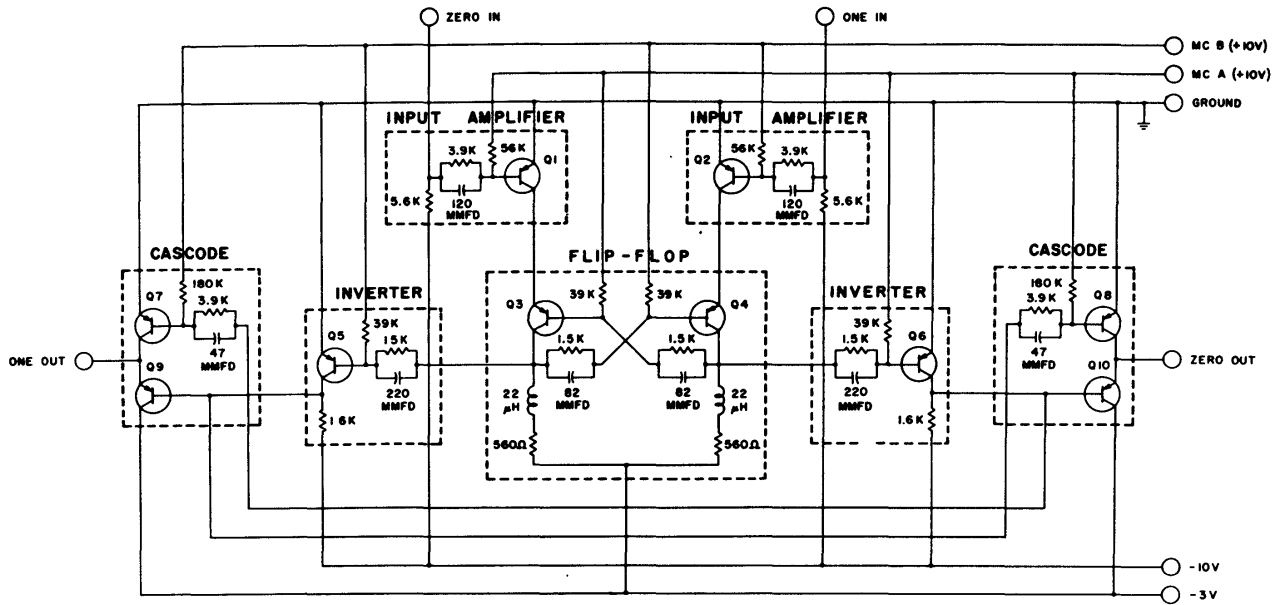 ZERO IN
ONE IN
MC B (+10V)
MC A (+10V)
GROUND
INPUT AMPLIFIER
3.9K
56K
Q1
120
MMFD
5.6K
INPUT AMPLIFIER
Q2
56K
3.9K
120
MMFD
5.6K
CASCODE
180K
Q7
3.9K
47
MMFD
Q9
ONE OUT
INVERTER
39K
Q5
15K
220
MMFD
1.6K
FLIP-FLOP
Q3
39K
39K
Q4
1.5K
1.5K
82
MMFD
82
MMFD
22
µH
22
µH
560Ω
560Ω
INVERTER
39K
Q6
1.5K
220
MMFD
1.6K
CASCODE
180K
3.9K
Q8
47
MMFD
Q10
ZERO OUT
-10V
-3V